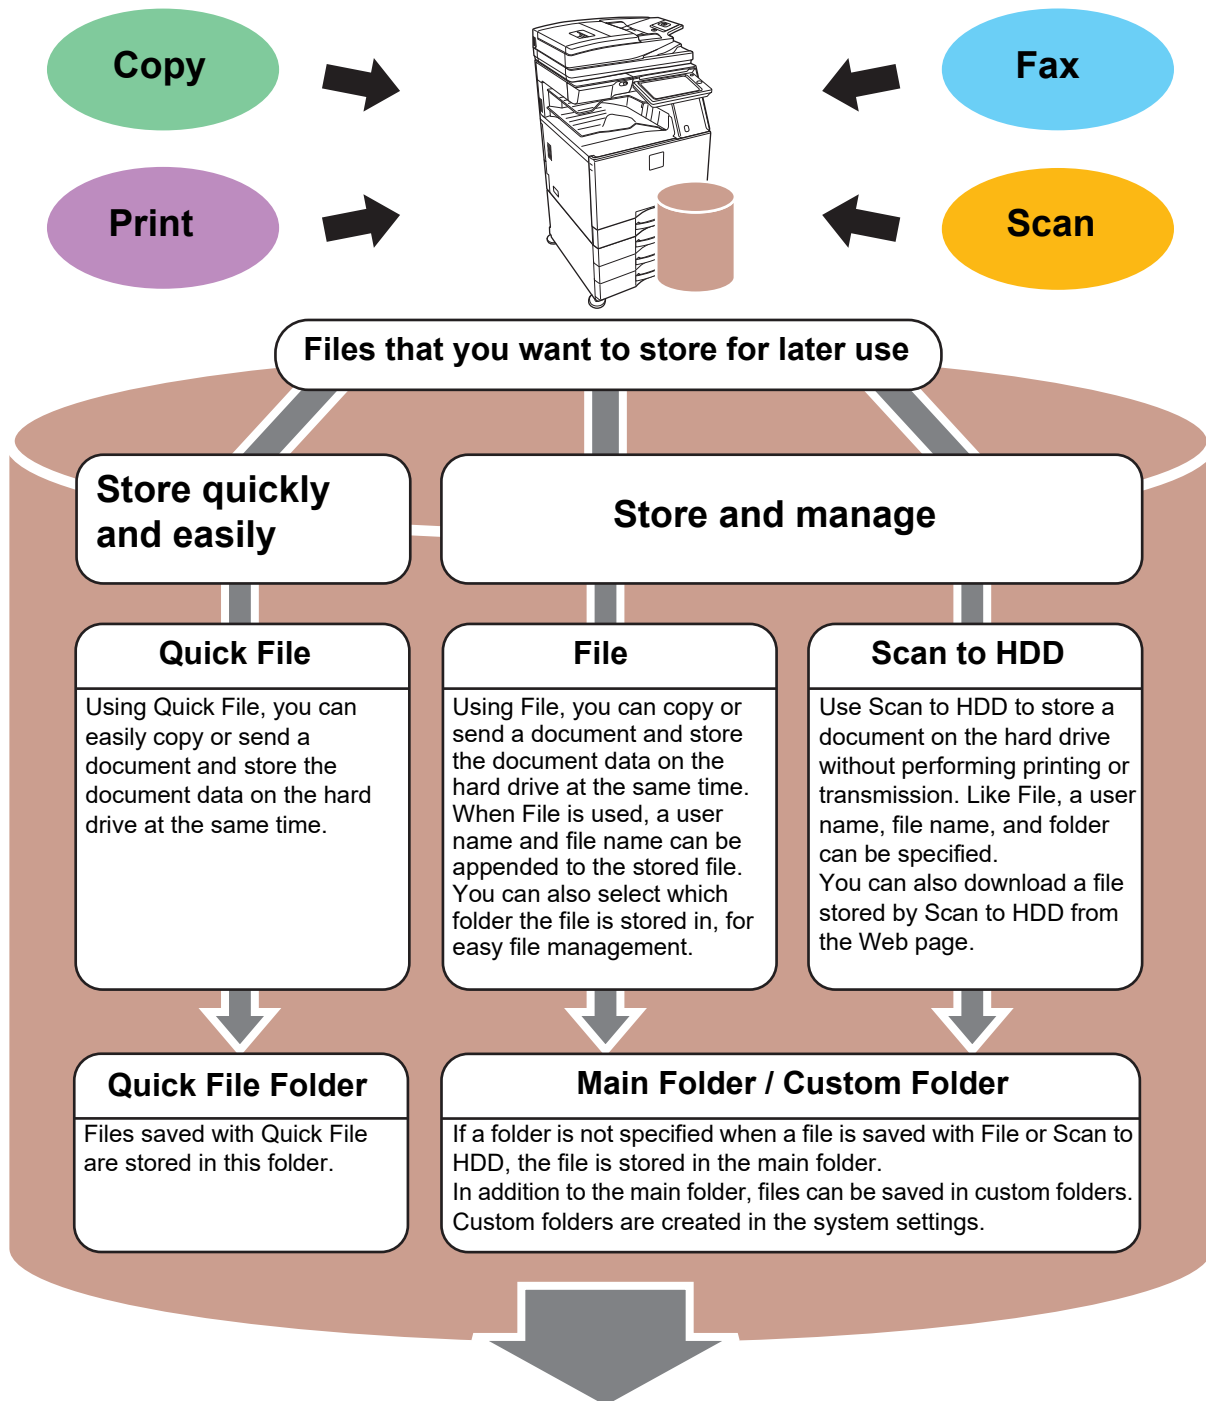 Copy
Fax
Print
Scan
Files that you want to store for later use
Store quickly
and easily
Store and manage
Quick File
Using Quick File, you can
easily copy or send a
document and store the
document data on the hard
drive at the same time.
File
Using File, you can copy or
send a document and store
the document data on the
hard drive at the same time.
When File is used, a user
name and file name can be
appended to the stored file.
You can also select which
folder the file is stored in, for
easy file management.
Scan to HDD
Use Scan to HDD to store a
document on the hard drive
without performing printing or
transmission. Like File, a user
name, file name, and folder
can be specified.
You can also download a file
stored by Scan to HDD from
the Web page.
Quick File Folder
Files saved with Quick File
are stored in this folder.
Main Folder / Custom Folder
If a folder is not specified when a file is saved with File or Scan to
HDD, the file is stored in the main folder.
In addition to the main folder, files can be saved in custom folders.
Custom folders are created in the system settings.